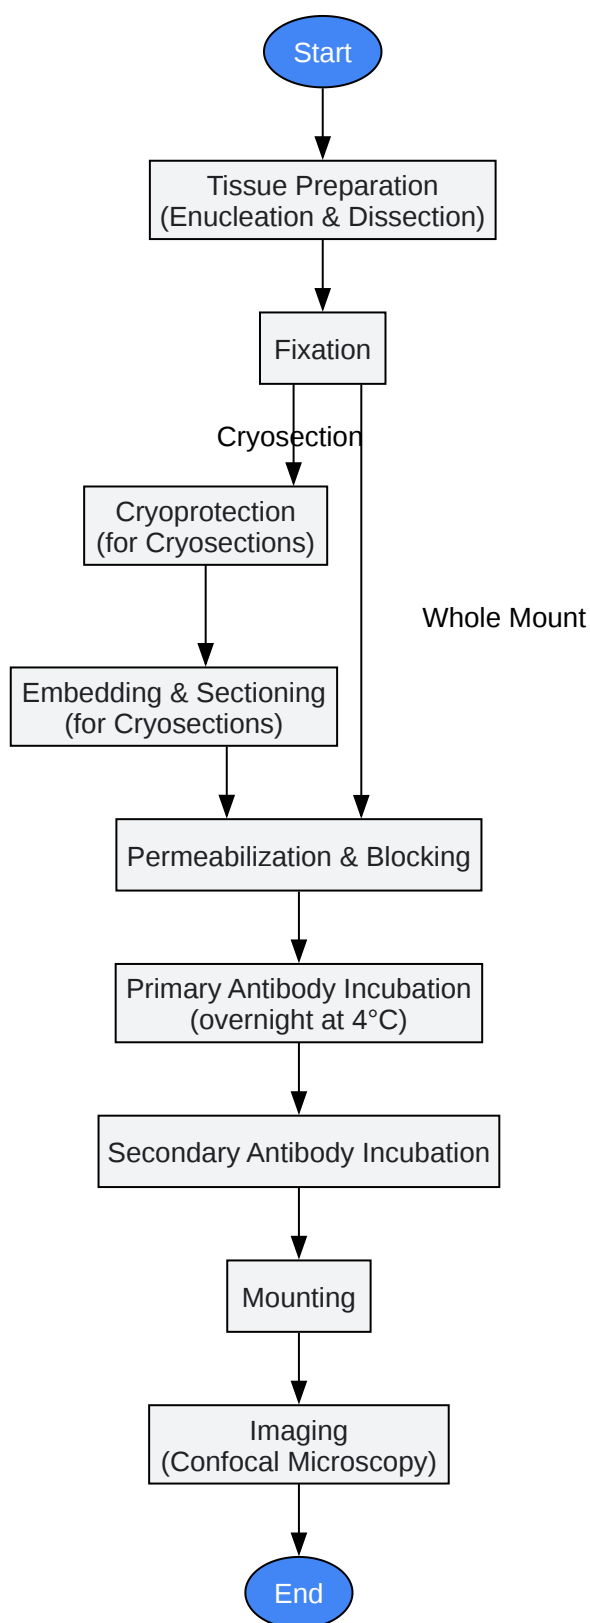 Start
Tissue Preparation
(Enucleation & Dissection)
Fixation
Cryosection
Cryoprotection
(for Cryosections)
Whole Mount
Embedding & Sectioning
(for Cryosections)
Permeabilization & Blocking
Primary Antibody Incubation
(overnight at 4°C)
Secondary Antibody Incubation
Mounting
Imaging
(Confocal Microscopy)
End